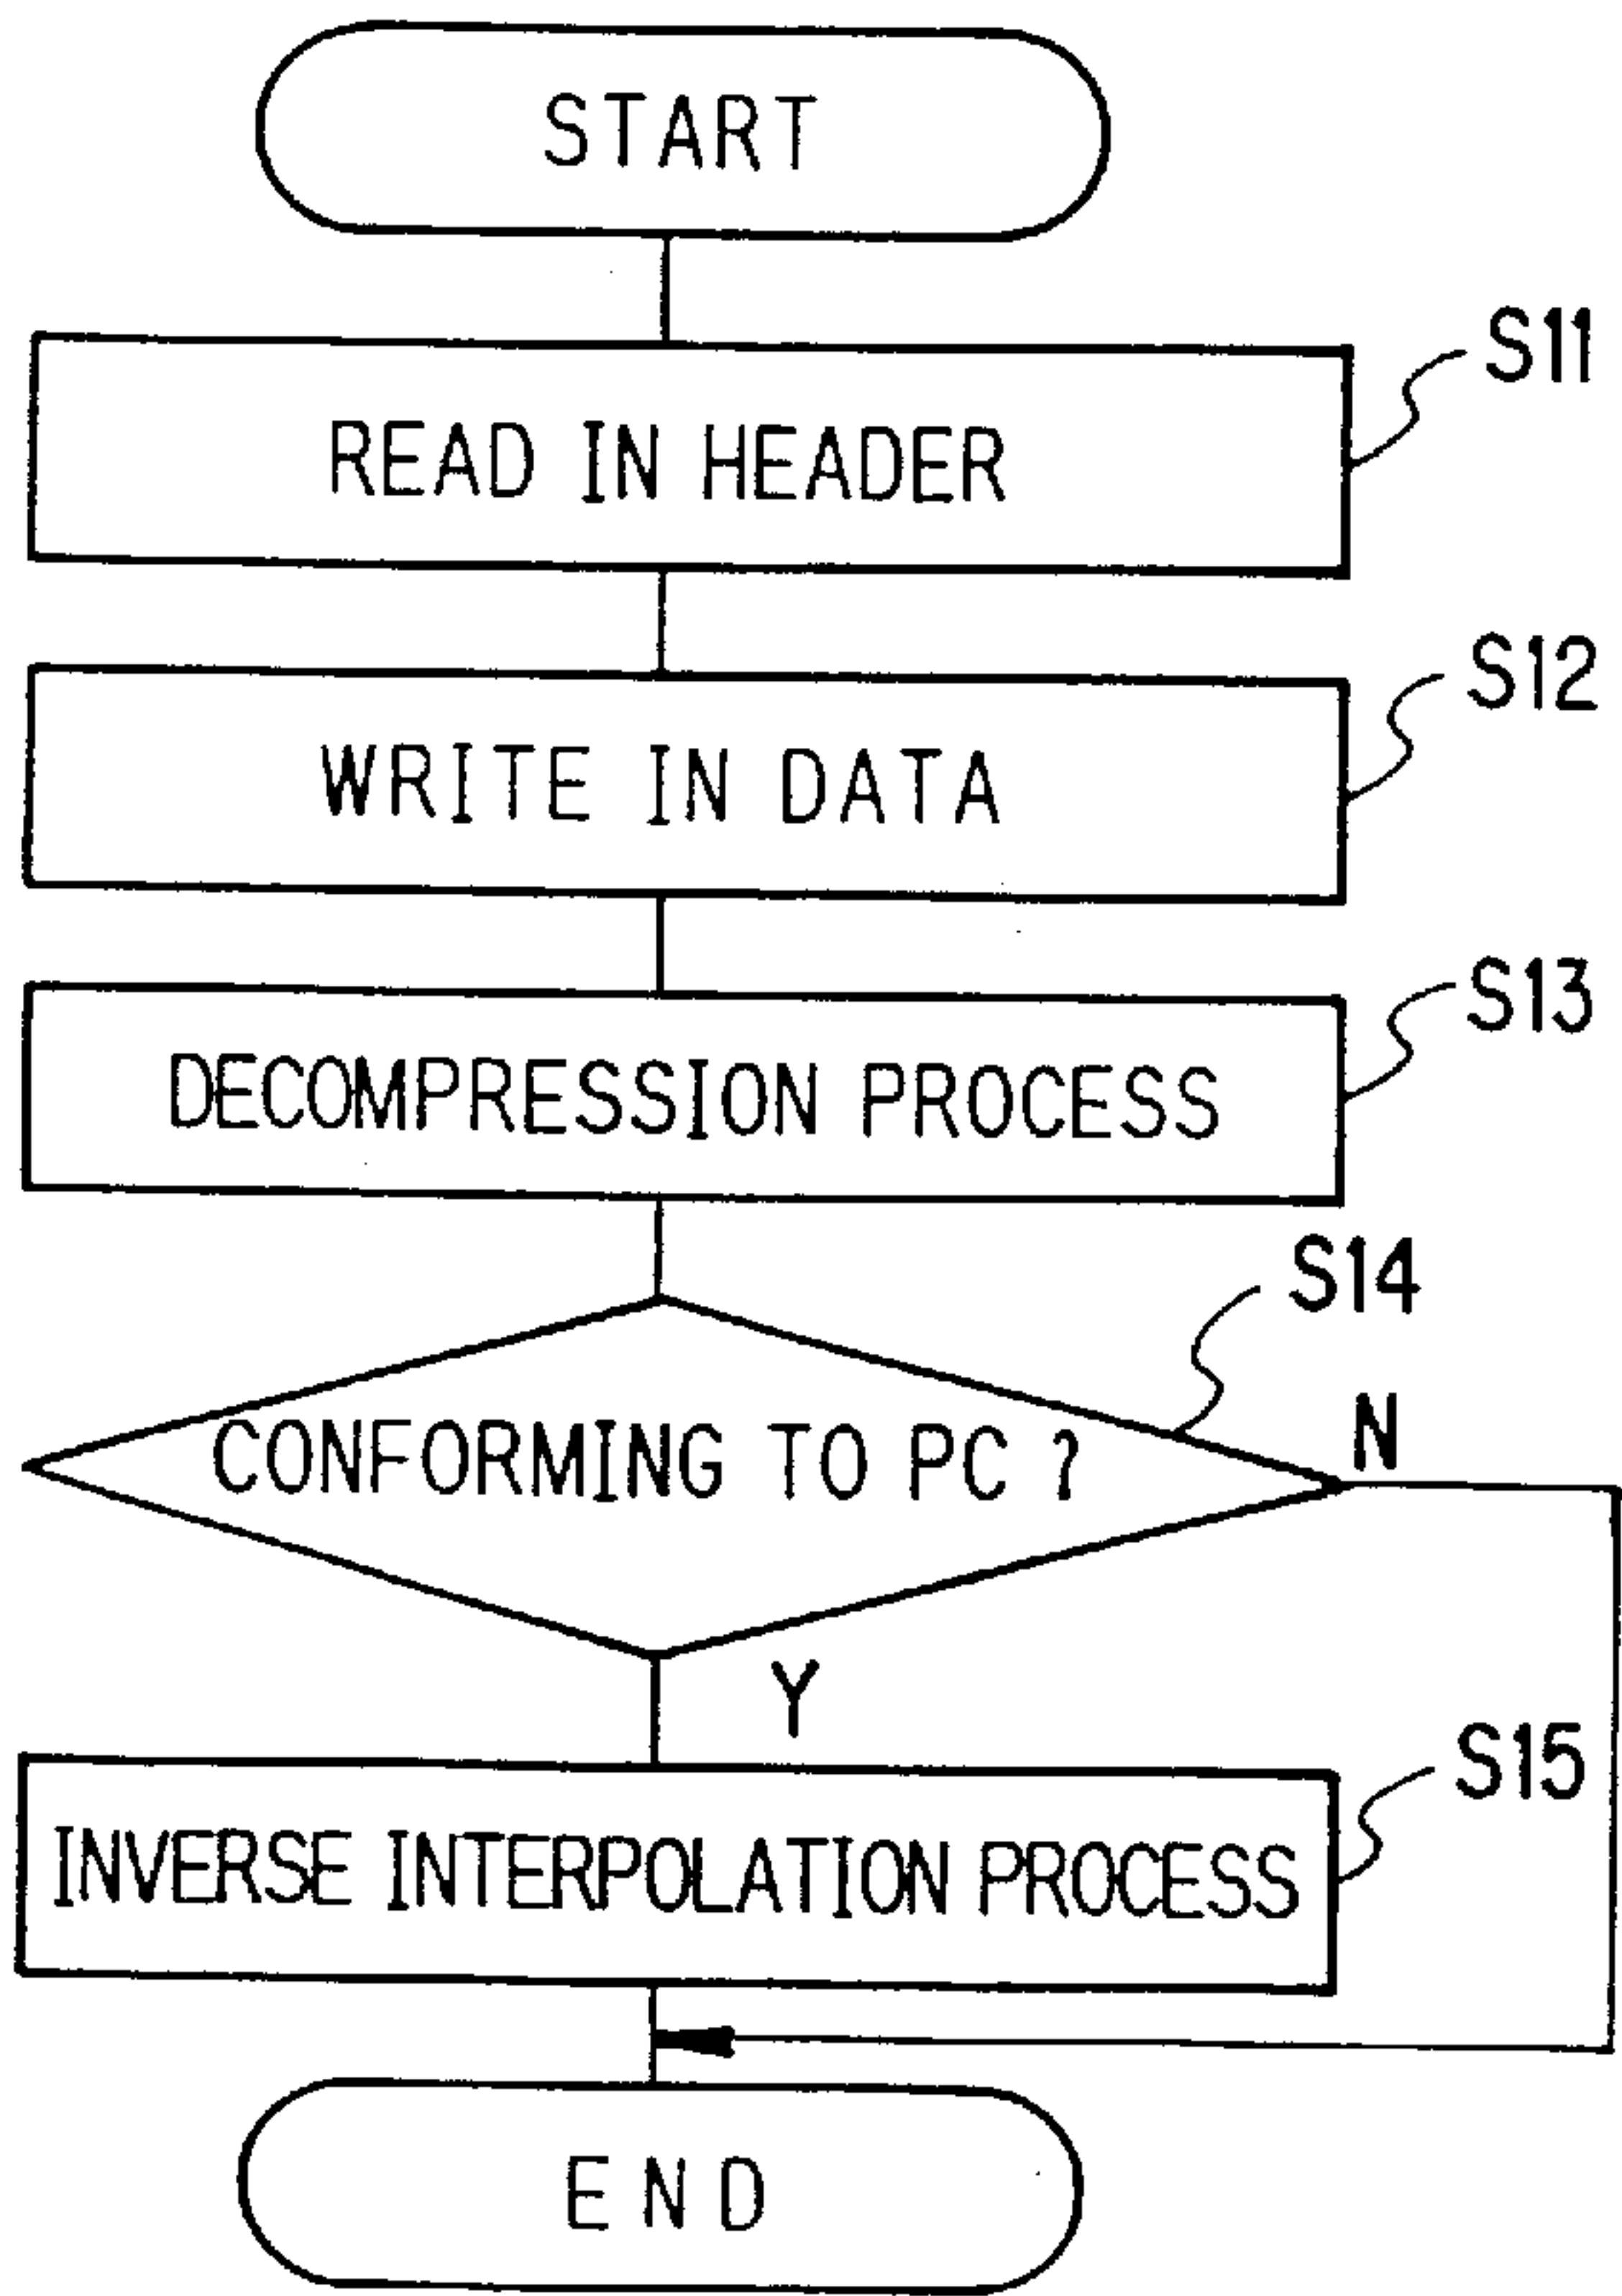 START
S11
READ IN HEADER
S12
WRITE IN DATA
S13
DECOMPRESSION PROCESS
S14
CONFORMING TO PC ?
N
Y
S15
INVERSE INTERPOLATION PROCESS
END